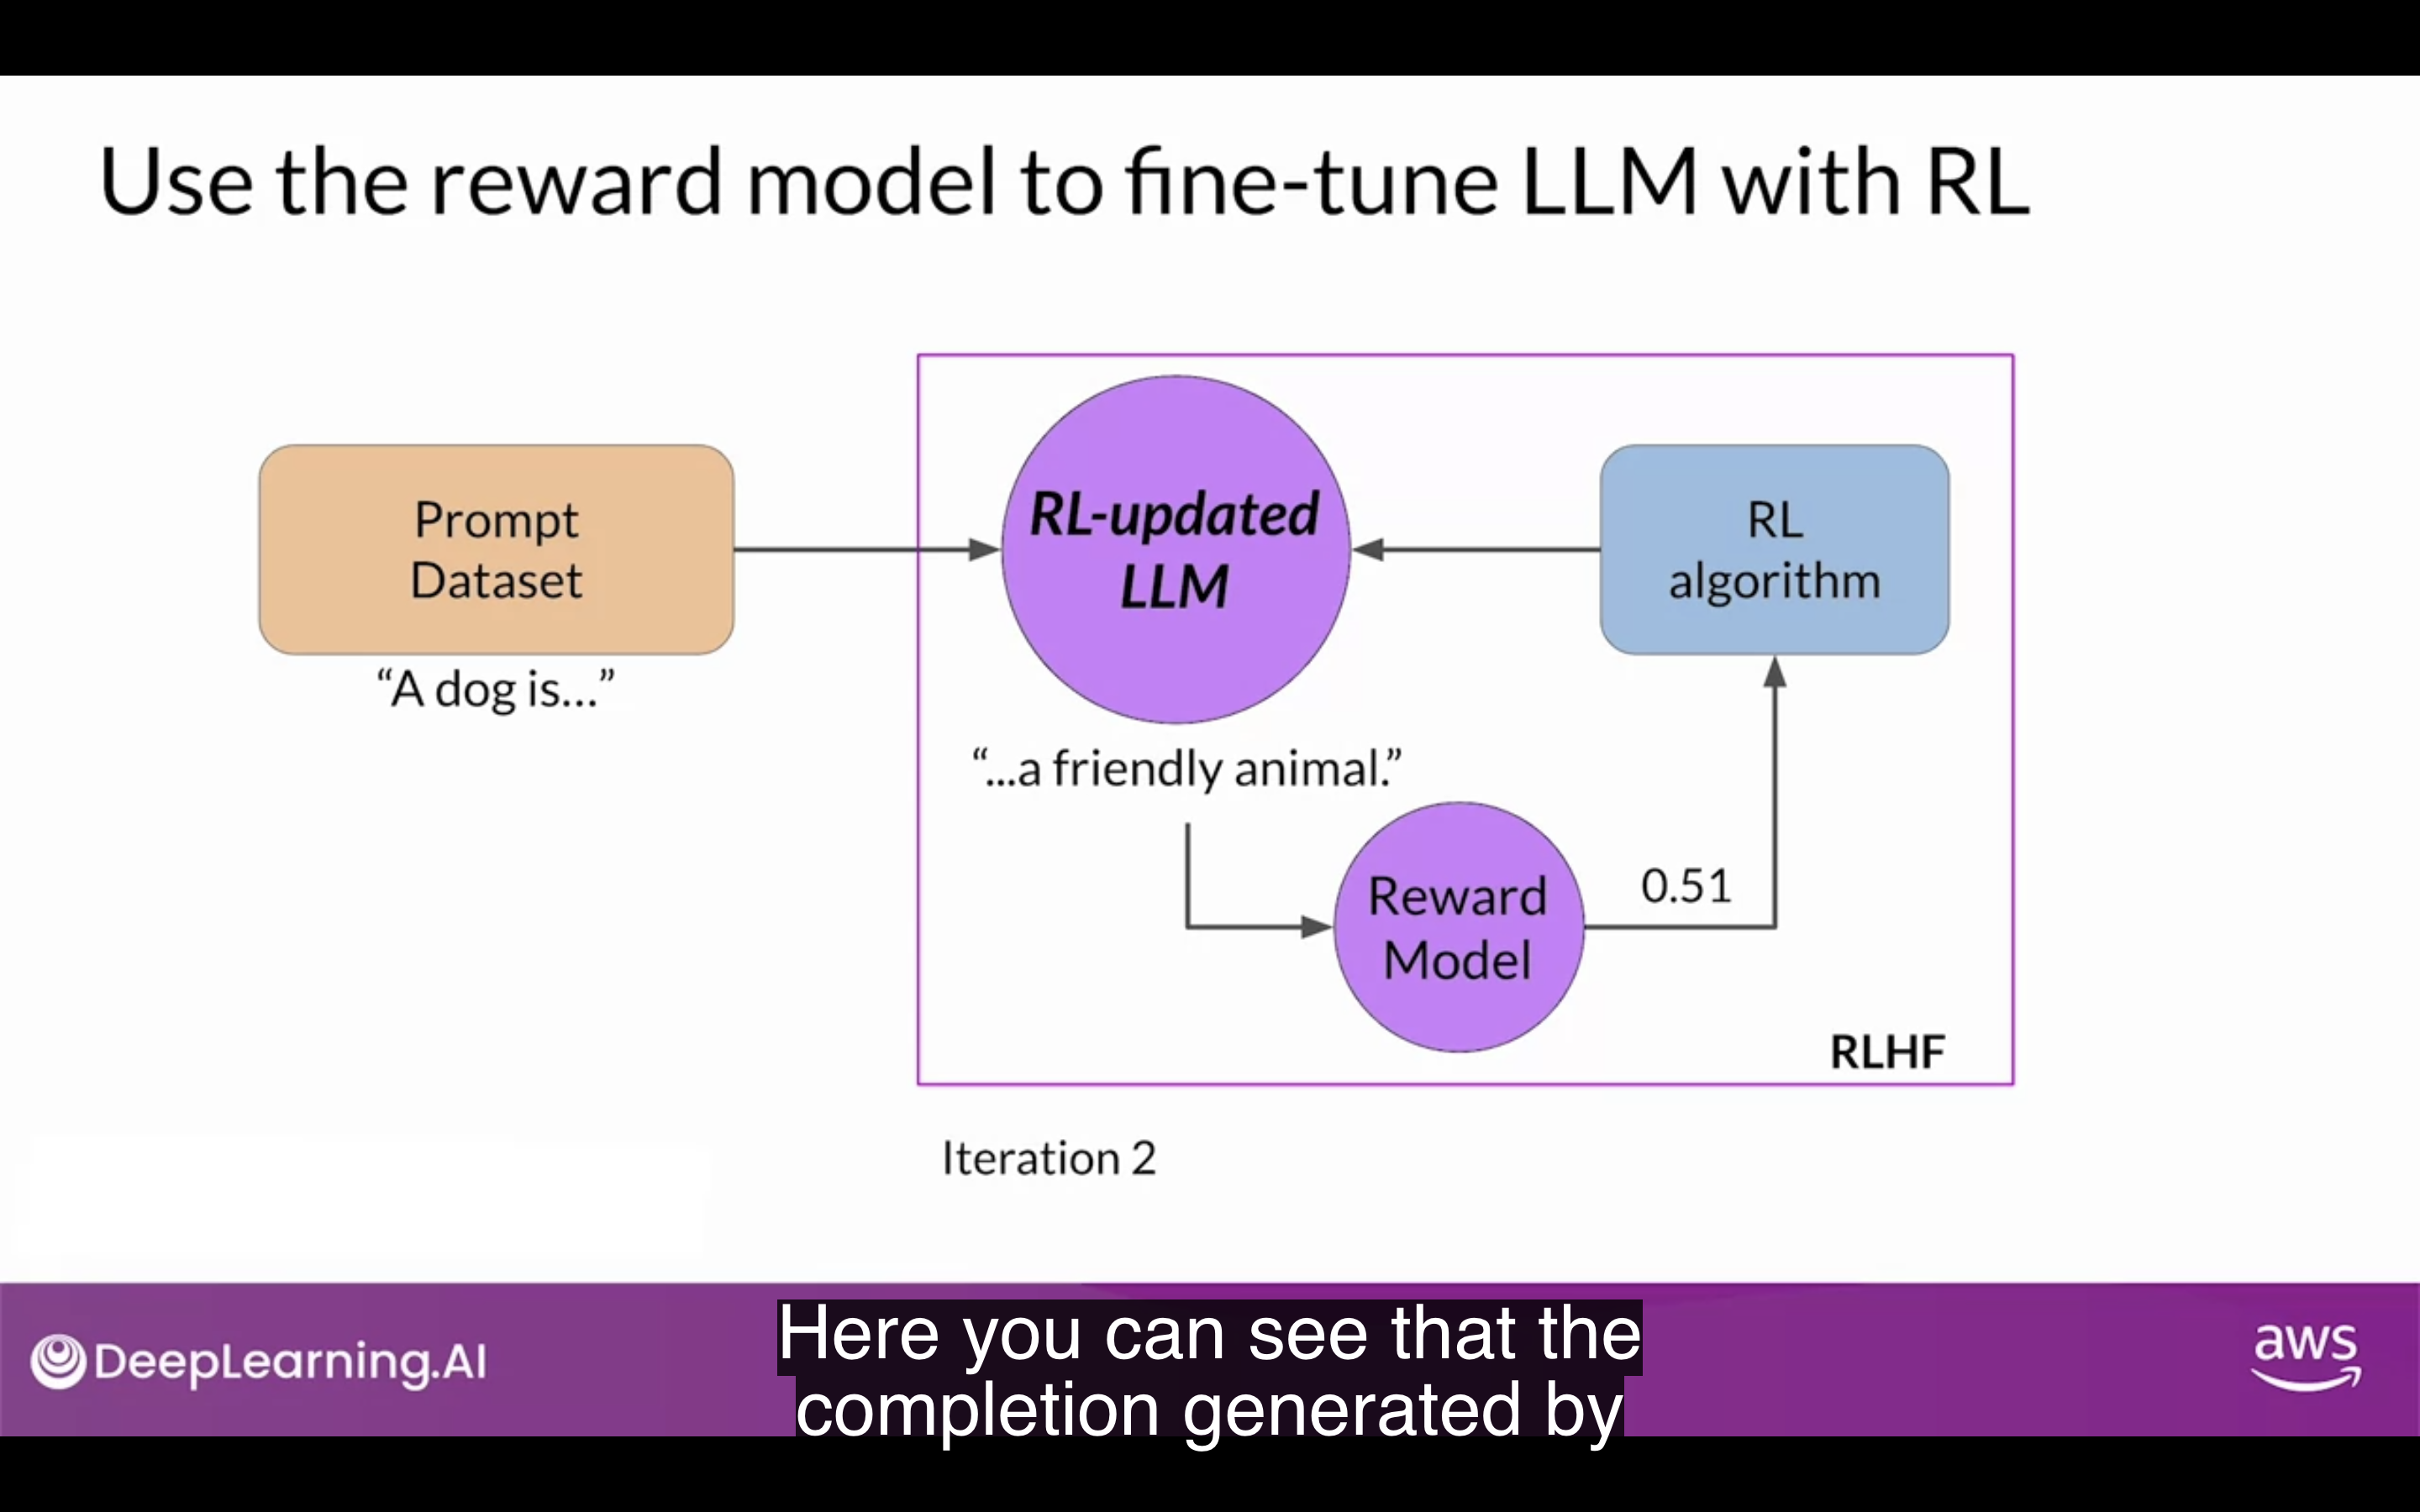 Use the reward model to fine-tune LLM with RL
Prompt
Dataset
“A dog is...”
RL-updated
LLM
“...a friendly animal.”
RL
algorithm
Reward
Model
0.51
RLHF
Iteration 2
DeepLearning.AI
Here you can see that the
completion generated by
aws